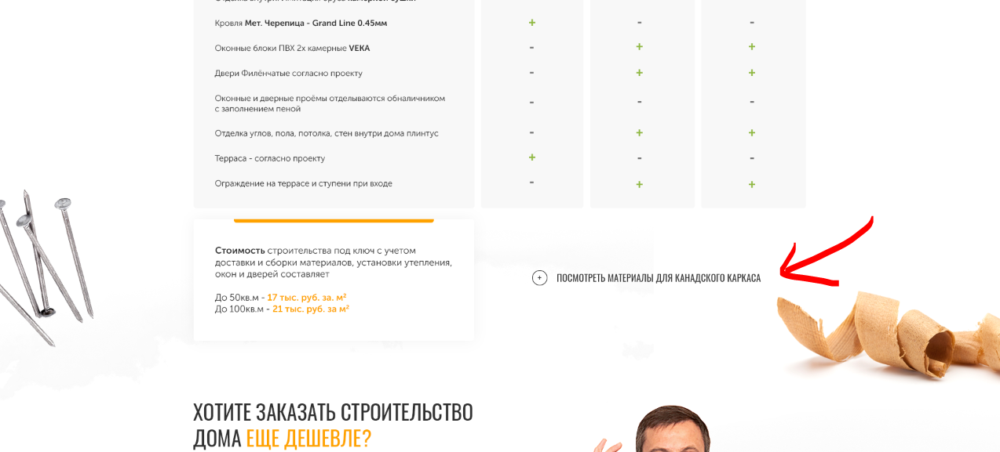 Кровля Мет. Черепица - Grand Line 0.45мм + - -
Оконные блоки ПВХ 2х камерные VEKA - + +
Двери Филёнчатые согласно проекту - + +
Оконные и дверные проёмы отделываются обналичником
с заполнением пеной - - -
Отделка углов, пола, потолка, стен внутри дома плинтус - + +
Терраса - согласно проекту + - -
Ограждение на террасе и ступени при входе - + +
Стоимость строительства под ключ с учетом
доставки и сборки материалов, установки утепления,
окон и дверей составляет
До 50кв.м - 17 тыс. руб. за. м²
До 100кв.м - 21 тыс. руб. за м²
+ ПОСМОТРЕТЬ МАТЕРИАЛЫ ДЛЯ КАНАДСКОГО КАРКАСА
ХОТИТЕ ЗАКАЗАТЬ СТРОИТЕЛЬСТВО
ДОМА ЕЩЕ ДЕШЕВЛЕ?